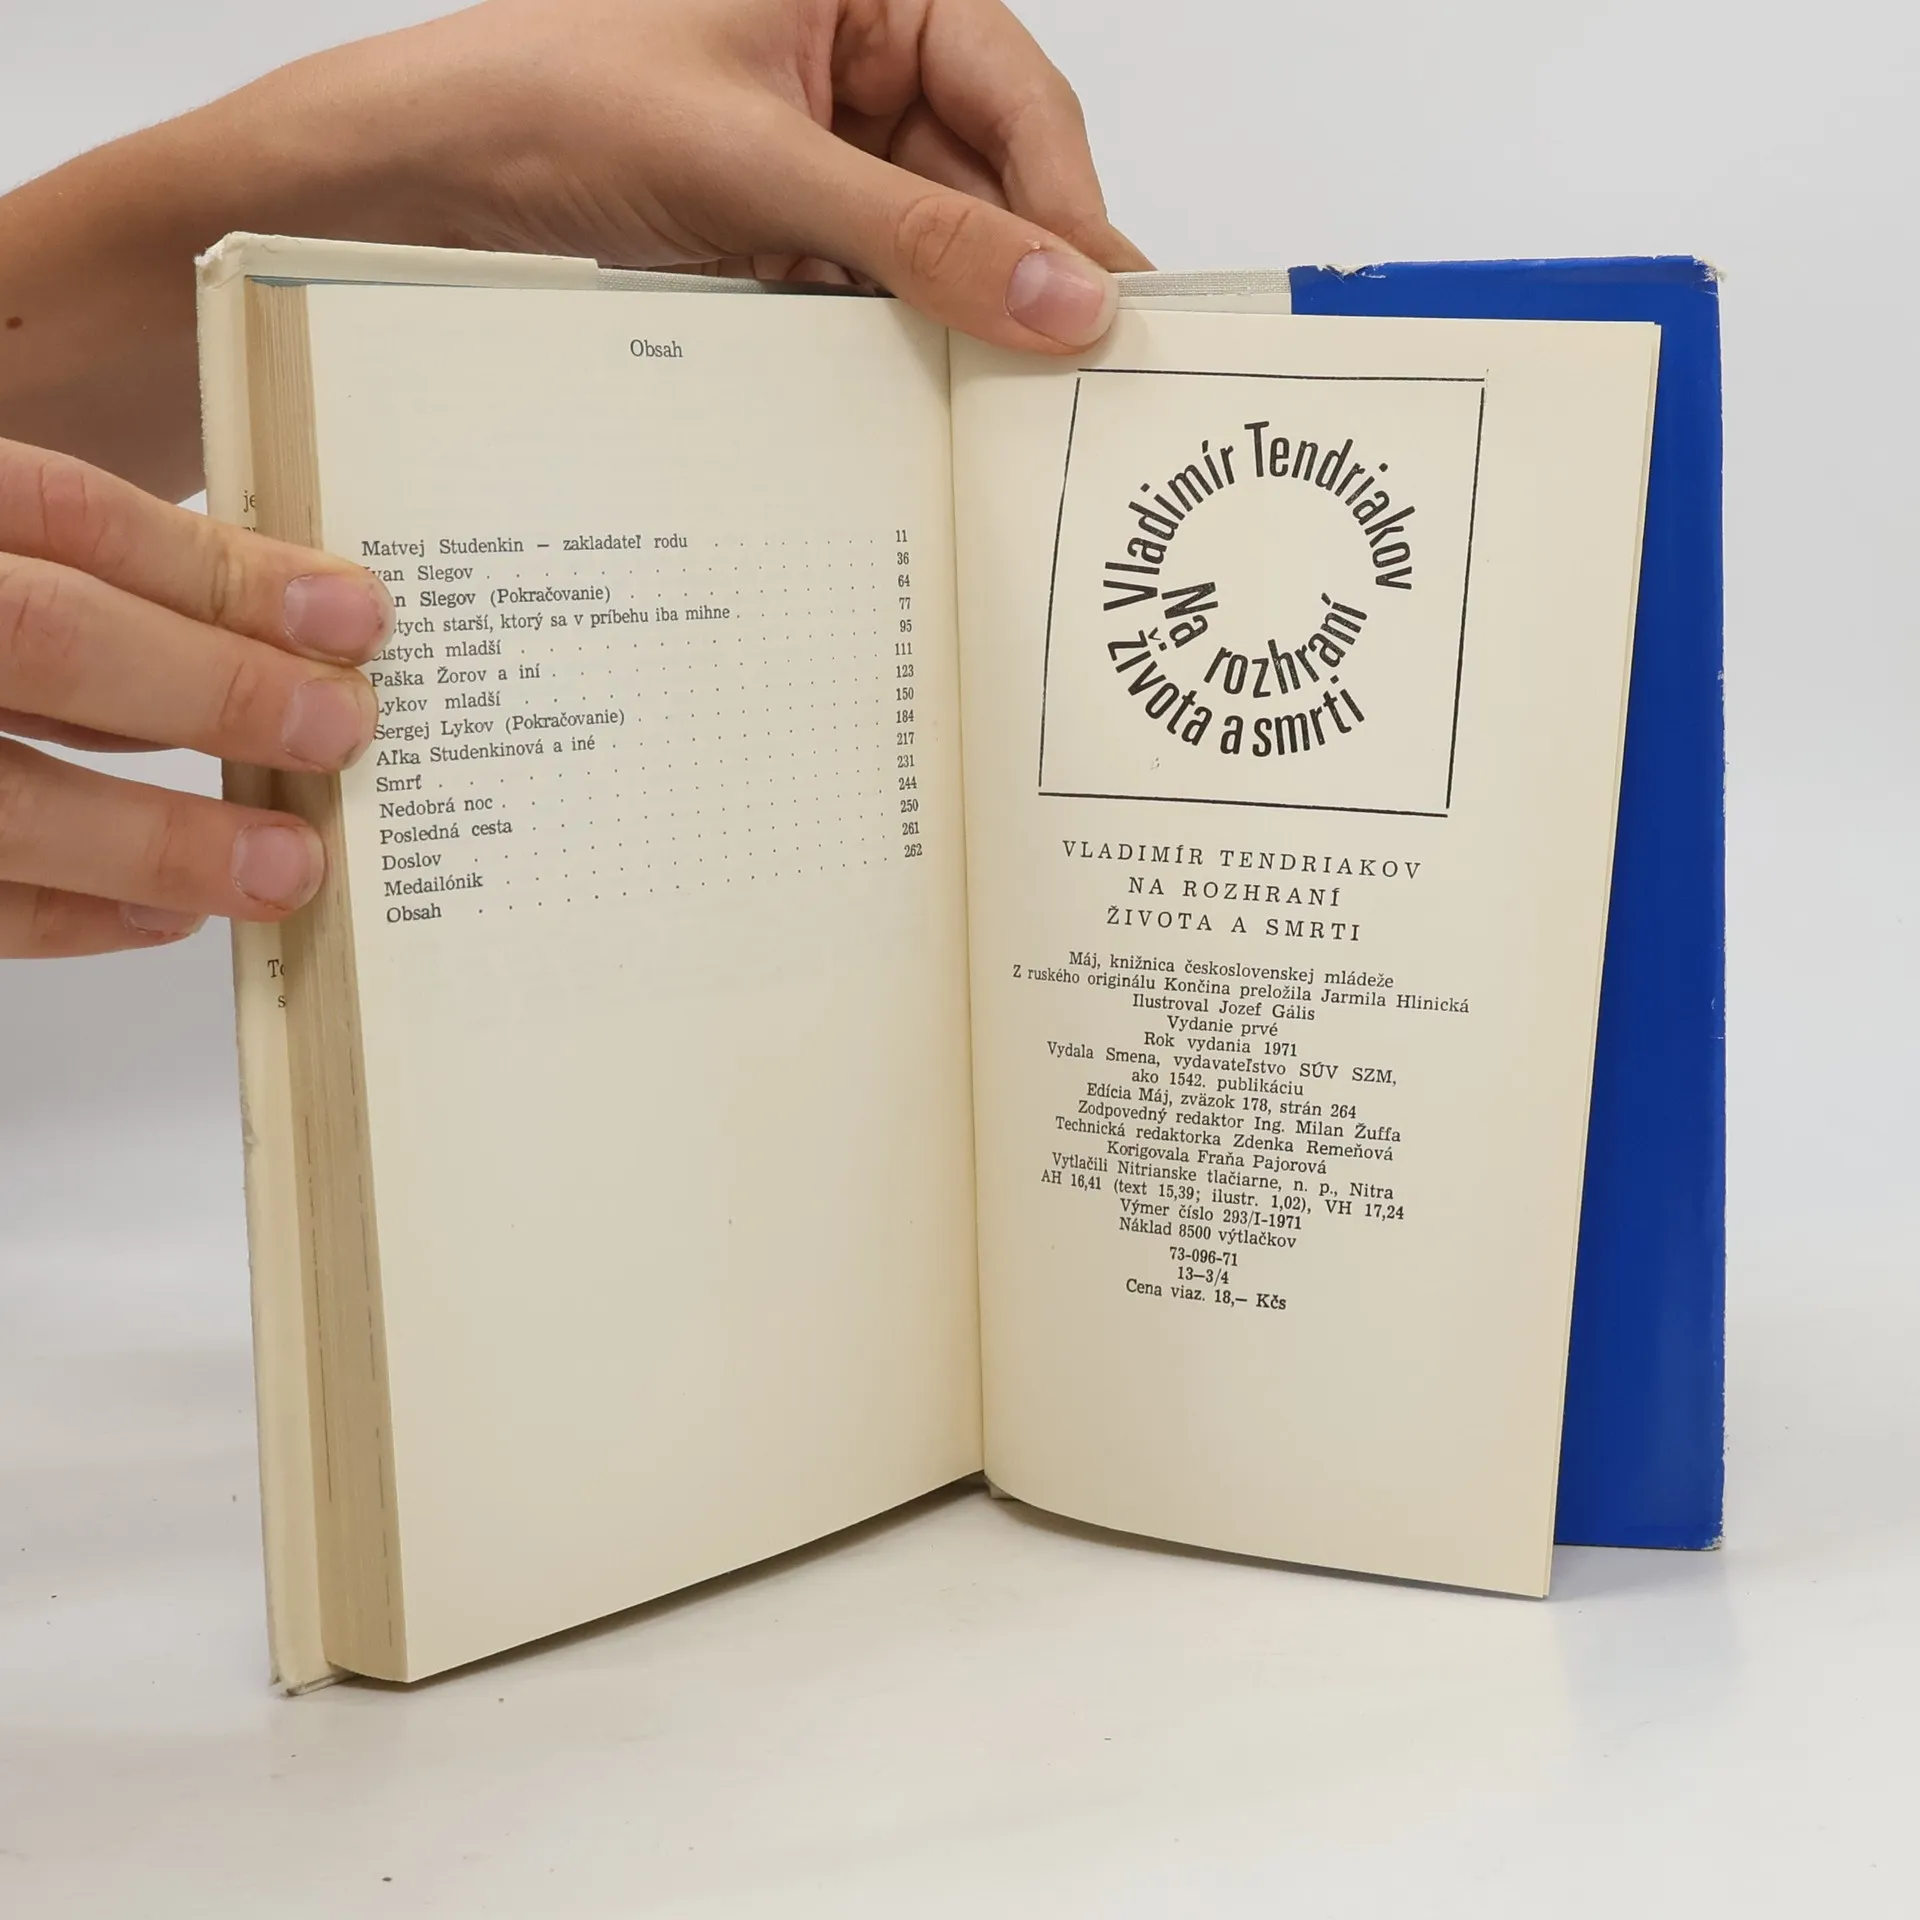 Obsah
Matvej Studenkin – zakladateľ rodu . . . . . . . 11
Ivan Slegov . . . . . . . . . . . . . . 36
Slegov (Pokračovanie) . . . . . . . . . . 64
starší, ktorý sa v príbehu iba mihne . . . . . . 77
Čistych mladší . . . . . . . . . . . . . 95
Paška Žorov a iní . . . . . . . . . . . . 111
Lykov mladší . . . . . . . . . . . . . 123
Sergej Lykov (Pokračovanie) . . . . . . . . . 150
Aľka Studenkinová a iné . . . . . . . . . . 184
Smrť . . . . . . . . . . . . . . . 217
Nedobrá noc . . . . . . . . . . . . . 231
Posledná cesta . . . . . . . . . . . . 244
Doslov . . . . . . . . . . . . . . 250
Medailónik . . . . . . . . . . . . . 261
Obsah . . . . . . . . . . . . . . 262
Vladimír Tendriakov
Na rozhraní
života a smrti
VLADIMÍR TENDRIAKOV
NA ROZHRANÍ
ŽIVOTA A SMRTI
Máj, knižnica československej mládeže
Z ruského originálu Končina preložila Jarmila Hlinická
Ilustroval Jozef Gális
Vydanie prvé
Rok vydania 1971
Vydala Smena, vydavateľstvo SÚV SZM,
ako 1542. publikáciu
Edícia Máj, zväzok 178, strán 264
Zodpovedný redaktor Ing. Milan Žuffa
Technická redaktorka Zdenka Remeňová
Korigovala Fraňa Pajorová
Vytlačili Nitrianske tlačiarne, n. p., Nitra
AH 16,41 (text 15,39; ilustr. 1,02), VH 17,24
Výmer číslo 293/I-1971
Náklad 8500 výtlačkov
73-096-71
13—3/4
Cena viaz. 18,— Kčs